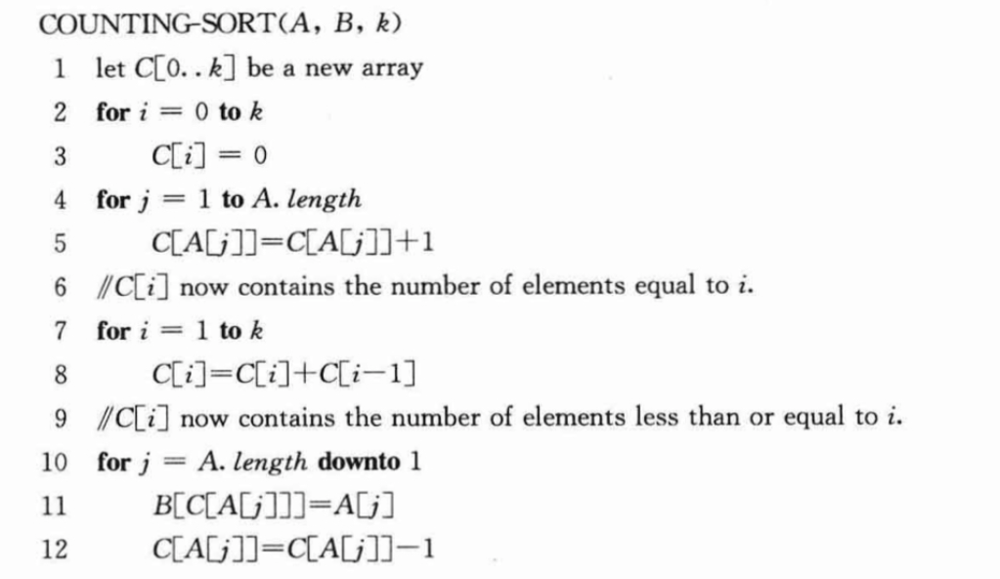 COUNTING-SORT(A, B, k)
1 let C[0. . k] be a new array
2 for i = 0 to k
3 C[i] = 0
4 for j = 1 to A. length
5 C[A[j]]=C[A[j]]+1
6 //C[i] now contains the number of elements equal to i.
7 for i = 1 to k
8 C[i]=C[i]+C[i−1]
9 //C[i] now contains the number of elements less than or equal to i.
10 for j = A. length downto 1
11 B[C[A[j]]]=A[j]
12 C[A[j]]=C[A[j]]−1